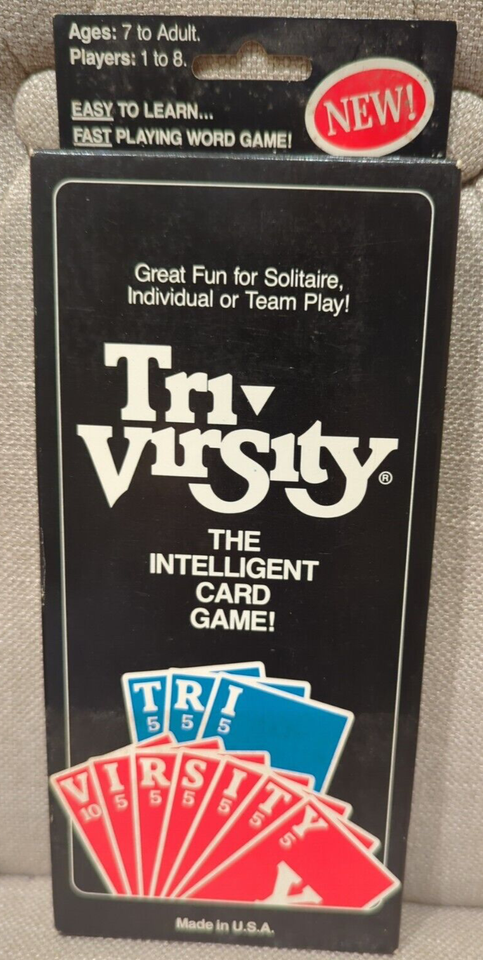 Ages: 7 to Adult.
Players: 1 to 8.
EASY TO LEARN...
FAST PLAYING WORD GAME!
NEW!
Great Fun for Solitaire,
Individual or Team Play!
Tri-
Virsity®
THE
INTELLIGENT
CARD
GAME!
T R I
5 5 5
V I R S I T Y
10 5 5 5 5 5 5
Y
Made in U.S.A.